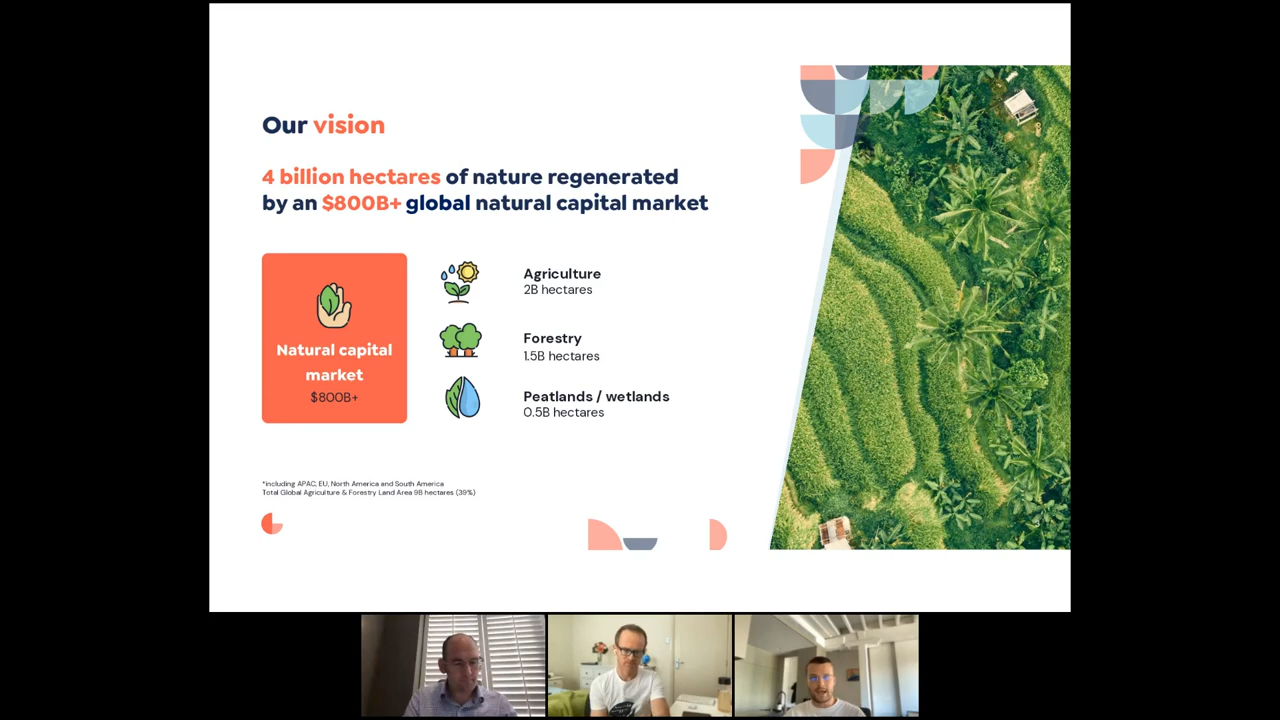 Our vision
4 billion hectares of nature regenerated
by an $800B+ global natural capital market
Natural capital
market
$800B+
Agriculture
2B hectares
Forestry
1.5B hectares
Peatlands / wetlands
0.5B hectares
*including APAC, EU, North America and South America
Total Global Agriculture & Forestry Land Area 9B hectares (39%)
3